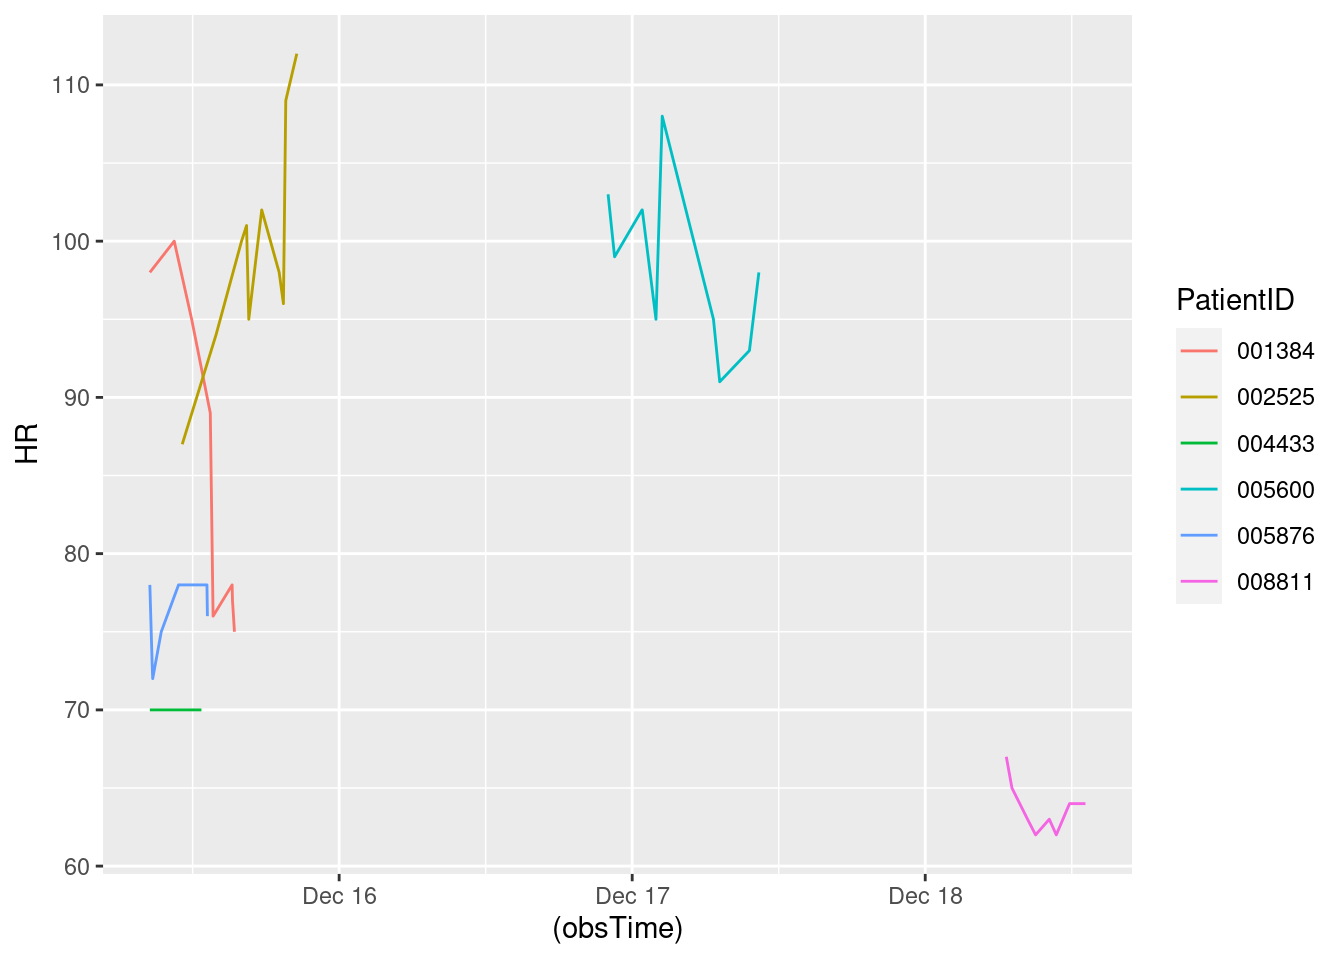 HR
110
100
90
80
70
60
Dec 16
Dec 17
Dec 18
(obsTime)
PatientID
001384
002525
004433
005600
005876
008811